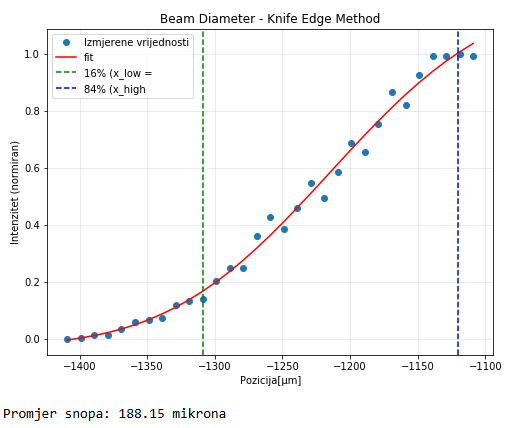 Beam Diameter - Knife Edge Method
Izmjerene vrijednosti
fit
16% (x_low =
84% (x_high
Intenzitet (normiran)
1.0
0.8
0.6
0.4
0.2
0.0
−1400 −1350 −1300 −1250 −1200 −1150 −1100
Pozicija[μm]
Promjer snopa: 188.15 mikrona